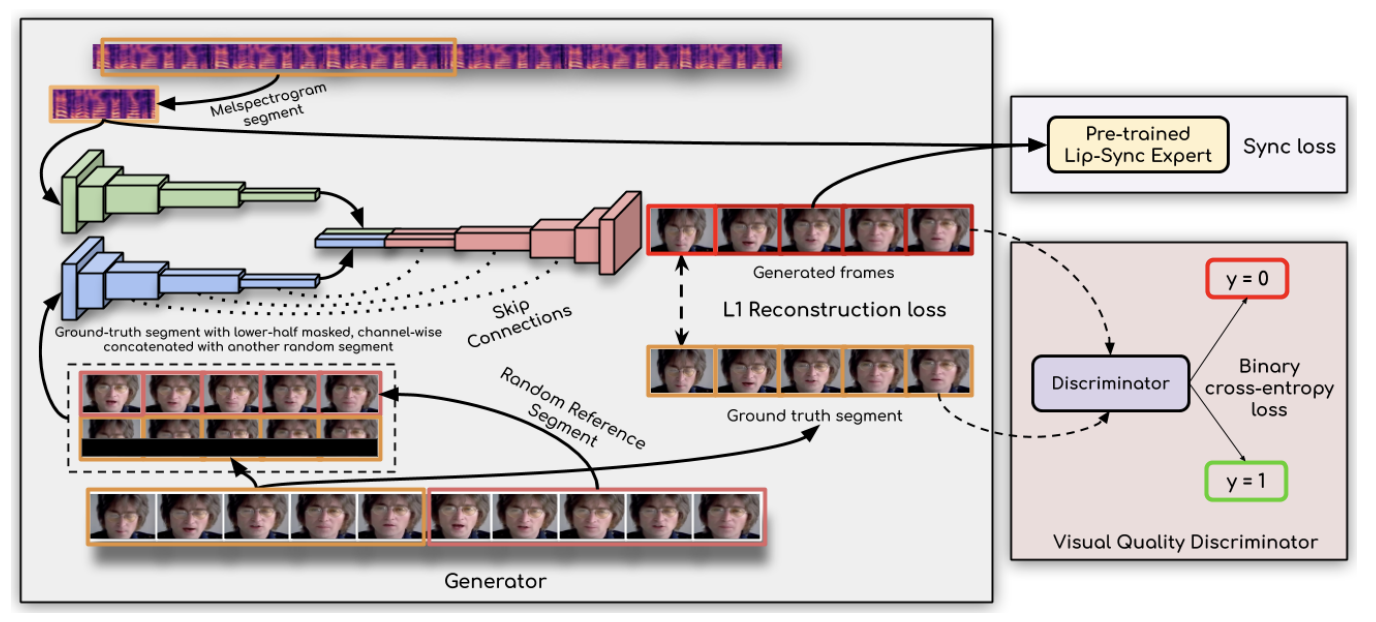 Melspectrogram
segment
Pre-trained
Lip-Sync Expert
Sync loss
Generated frames
L1 Reconstruction loss
Skip
Connections
Ground-truth segment with lower-half masked, channel-wise
concatenated with another random segment
Random Reference
Segment
Ground truth segment
y = 0
Discriminator
Binary
cross-entropy
loss
y = 1
Visual Quality Discriminator
Generator